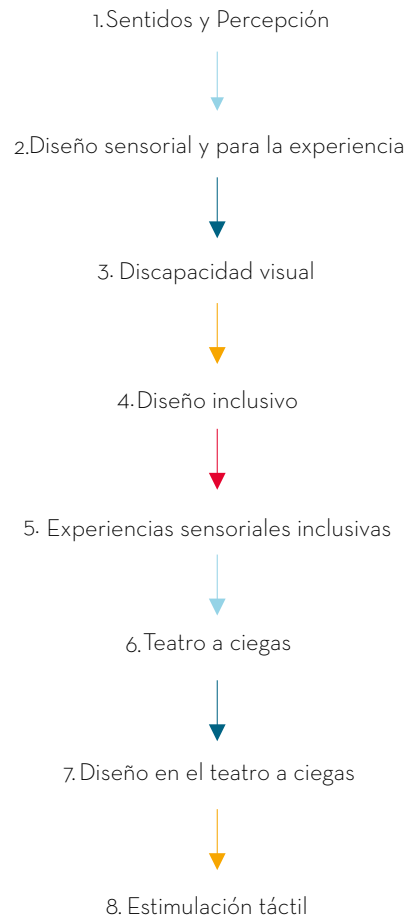 1.Sentidos y Percepción
2.Diseño sensorial y para la experiencia
3. Discapacidad visual
4.Diseño inclusivo
5. Experiencias sensoriales inclusivas
6.Teatro a ciegas
7.Diseño en el teatro a ciegas
8. Estimulación táctil